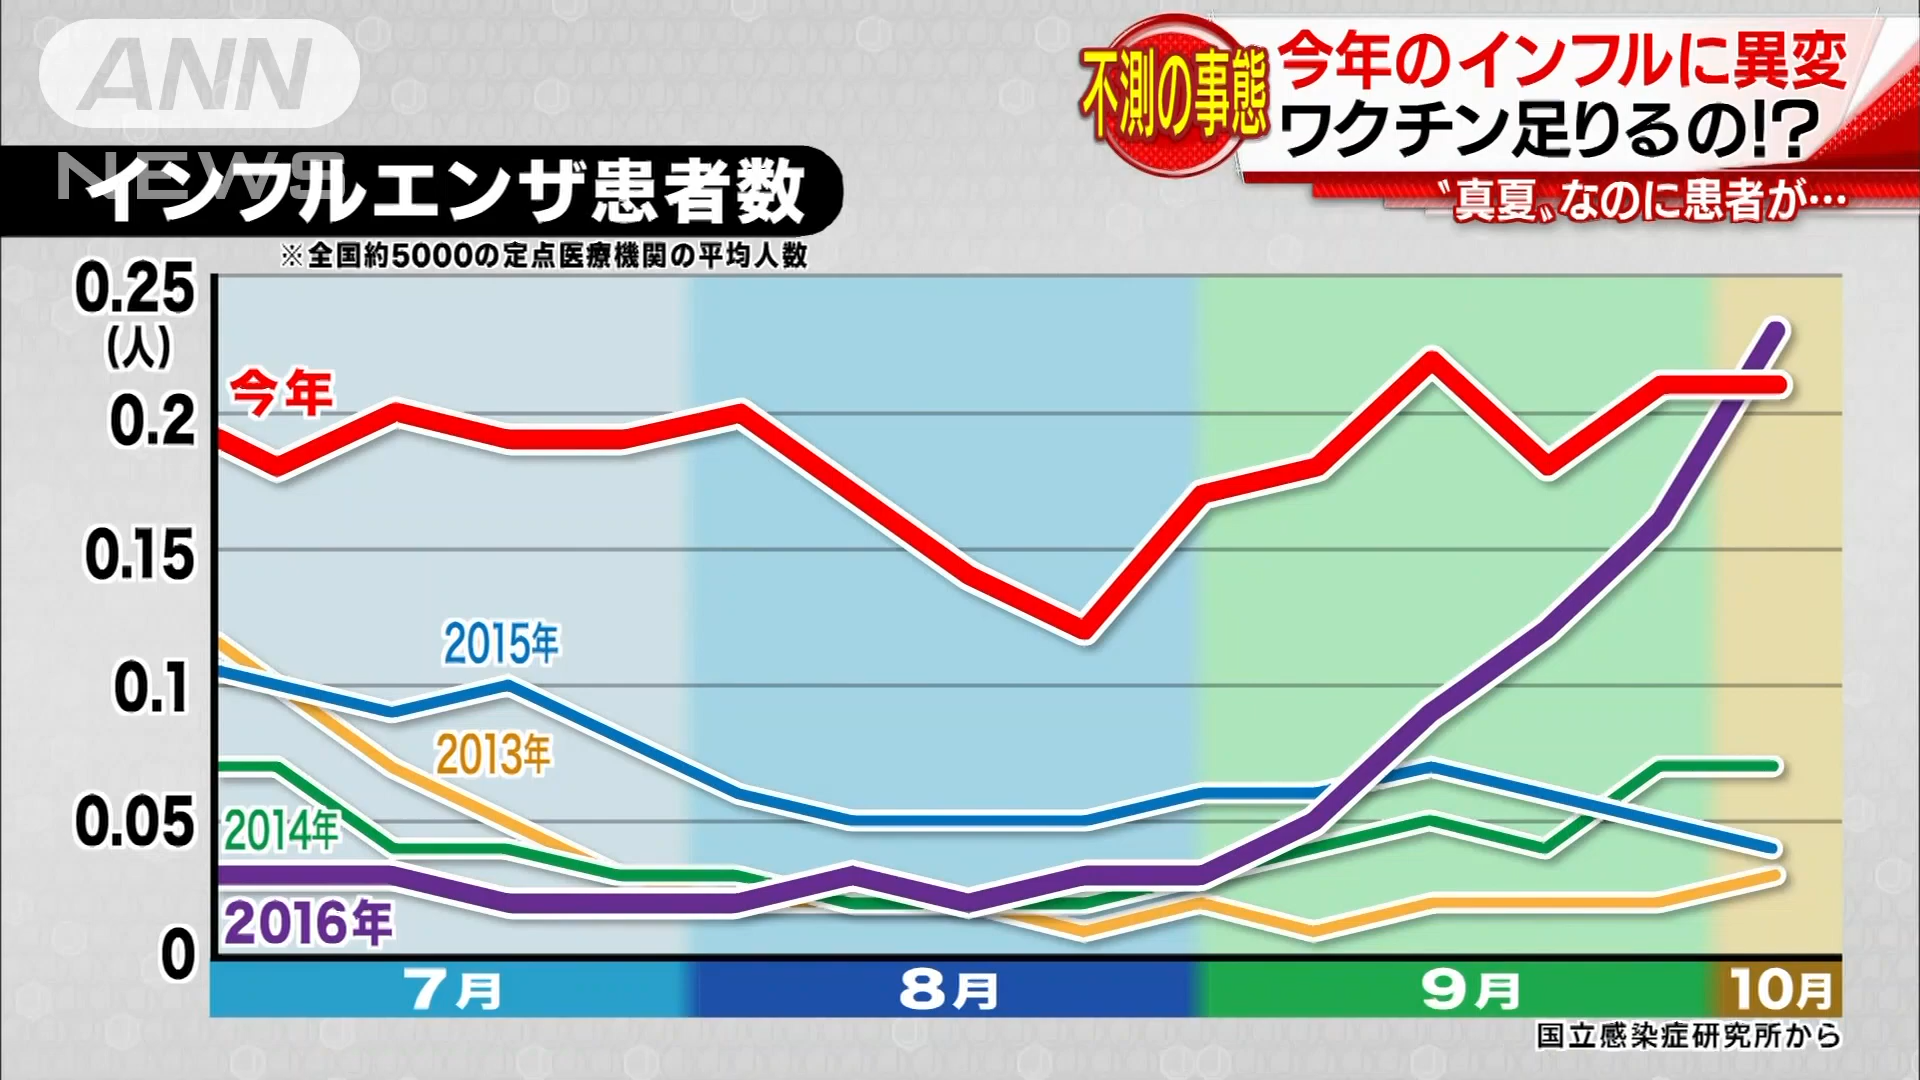 ANN
NEWS
不測の事態
今年のインフルに異変
ワクチン足りるの!?
〝真夏〟なのに患者が…
インフルエンザ患者数
※全国約5000の定点医療機関の平均人数
0.25
(人)
0.2
0.15
0.1
0.05
0
今年
2015年
2013年
2014年
2016年
7月
8月
9月
10月
国立感染症研究所から